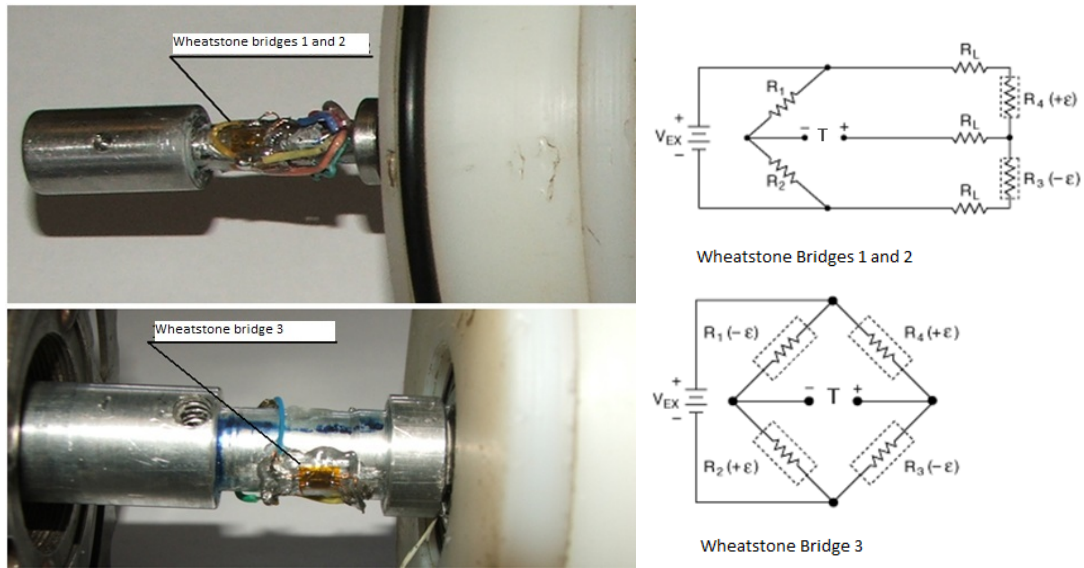 Wheatstone bridges 1 and 2
R1
R2
VEX
+
−
− T +
RL
RL
RL
R4 (+ε)
R3 (−ε)
Wheatstone Bridges 1 and 2
Wheatstone bridge 3
R1 (−ε)
R4 (+ε)
VEX
+
−
− T +
R2 (+ε)
R3 (−ε)
Wheatstone Bridge 3